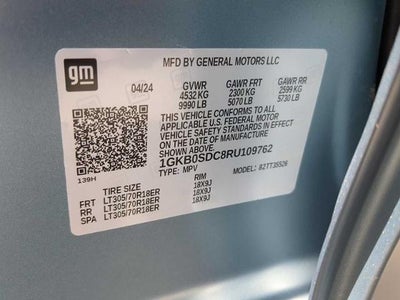 gm
MFD BY GENERAL MOTORS LLC
04/24 GVWR GAWR FRT GAWR RR
4532 KG 2300 KG 2599 KG
9990 LB 5070 LB 5730 LB
THIS VEHICLE CONFORMS TO ALL
APPLICABLE U.S. FEDERAL MOTOR
VEHICLE SAFETY STANDARDS IN EFFECT
ON THE DATE OF MANUFACTURE SHOWN ABOVE.
1GKB0SDC8RU109762
TYPE: MPV MODEL: 82TT35526
139H
TIRE SIZE RIM
FRT LT305/70R18ER 18X9J
RR LT305/70R18ER 18X9J
SPA LT305/70R18ER 18X9J